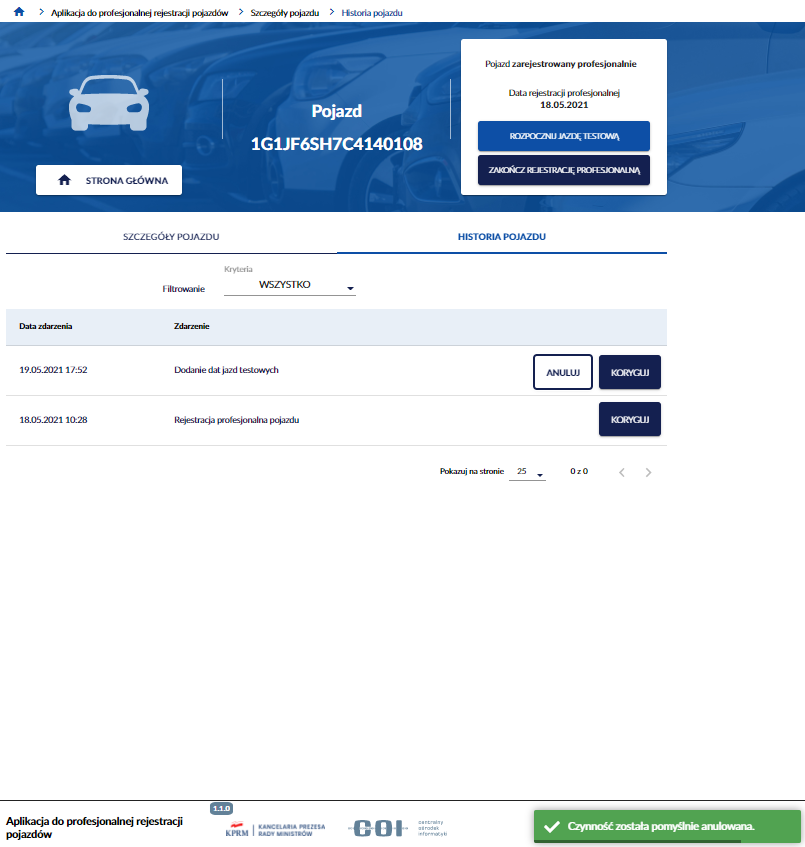 Aplikacja do profesjonalnej rejestracji pojazdów > Szczegóły pojazdu > Historia pojazdu
Pojazd zarejestrowany profesjonalnie
Data rejestracji profesjonalnej
18.05.2021
ROZPOCZNIJ JAZDĘ TESTOWĄ
ZAKOŃCZ REJESTRACJĘ PROFESJONALNĄ
Pojazd
1G1JF6SH7C4140108
STRONA GŁÓWNA
SZCZEGÓŁY POJAZDU HISTORIA POJAZDU
Kryteria
Filtrowanie WSZYSTKO
Data zdarzenia Zdarzenie
19.05.2021 17:52 Dodanie dat jazd testowych ANULUJ KORYGUJ
18.05.2021 10:28 Rejestracja profesjonalna pojazdu KORYGUJ
Pokazuj na stronie 25 0 z 0
1.1.0
Aplikacja do profesjonalnej rejestracji
pojazdów
KPRM
KANCELARIA PREZESA
RADY MINISTRÓW
COI
centralny
ośrodek
informatyki
Czynność została pomyślnie anulowana.